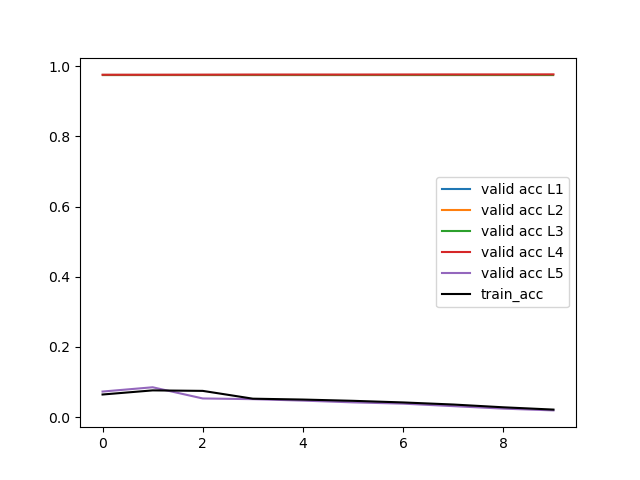 1.0
0.8
0.6
0.4
0.2
0.0
0 2 4 6 8
valid acc L1
valid acc L2
valid acc L3
valid acc L4
valid acc L5
train_acc